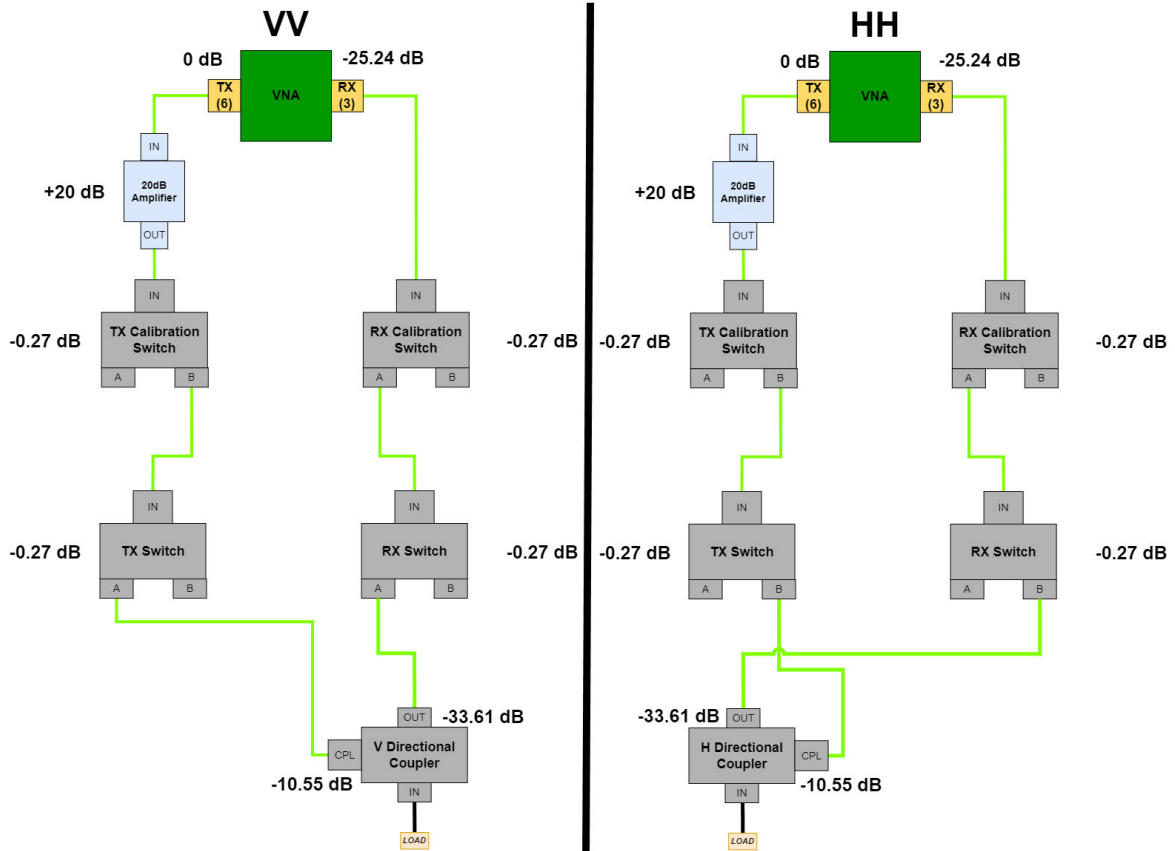 VV
0 dB
-25.24 dB
TX
(6)
VNA
RX
(3)
IN
+20 dB
20dB
Amplifier
OUT
IN
IN
-0.27 dB
TX Calibration
Switch
RX Calibration
Switch
-0.27 dB
A
B
A
B
IN
IN
-0.27 dB
TX Switch
RX Switch
-0.27 dB
A
B
A
B
OUT
-33.61 dB
CPL
V Directional
Coupler
-10.55 dB
IN
LOAD
HH
0 dB
-25.24 dB
TX
(6)
VNA
RX
(3)
IN
+20 dB
20dB
Amplifier
OUT
IN
IN
-0.27 dB
TX Calibration
Switch
RX Calibration
Switch
-0.27 dB
A
B
A
B
IN
IN
-0.27 dB
TX Switch
RX Switch
-0.27 dB
A
B
A
B
-33.61 dB
OUT
H Directional
Coupler
CPL
-10.55 dB
IN
LOAD